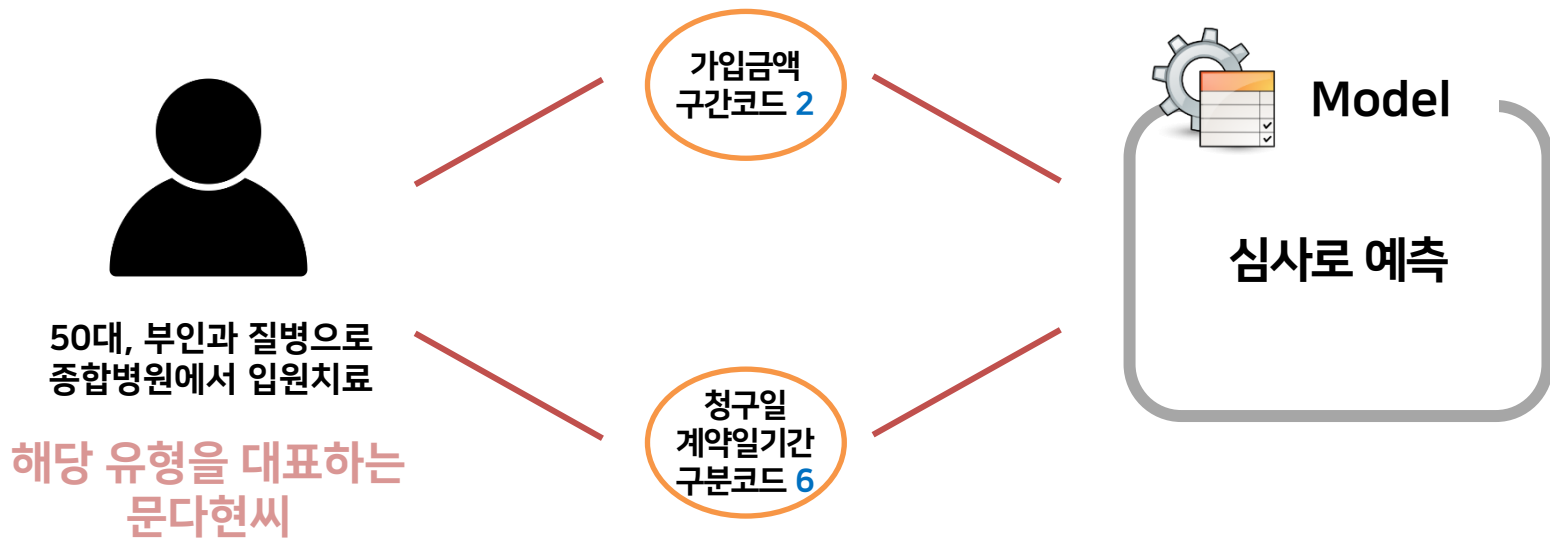 가입금액
구간코드 2
Model
심사로 예측
50대, 부인과 질병으로
종합병원에서 입원치료
해당 유형을 대표하는
문다현씨
청구일
계약일기간
구분코드 6